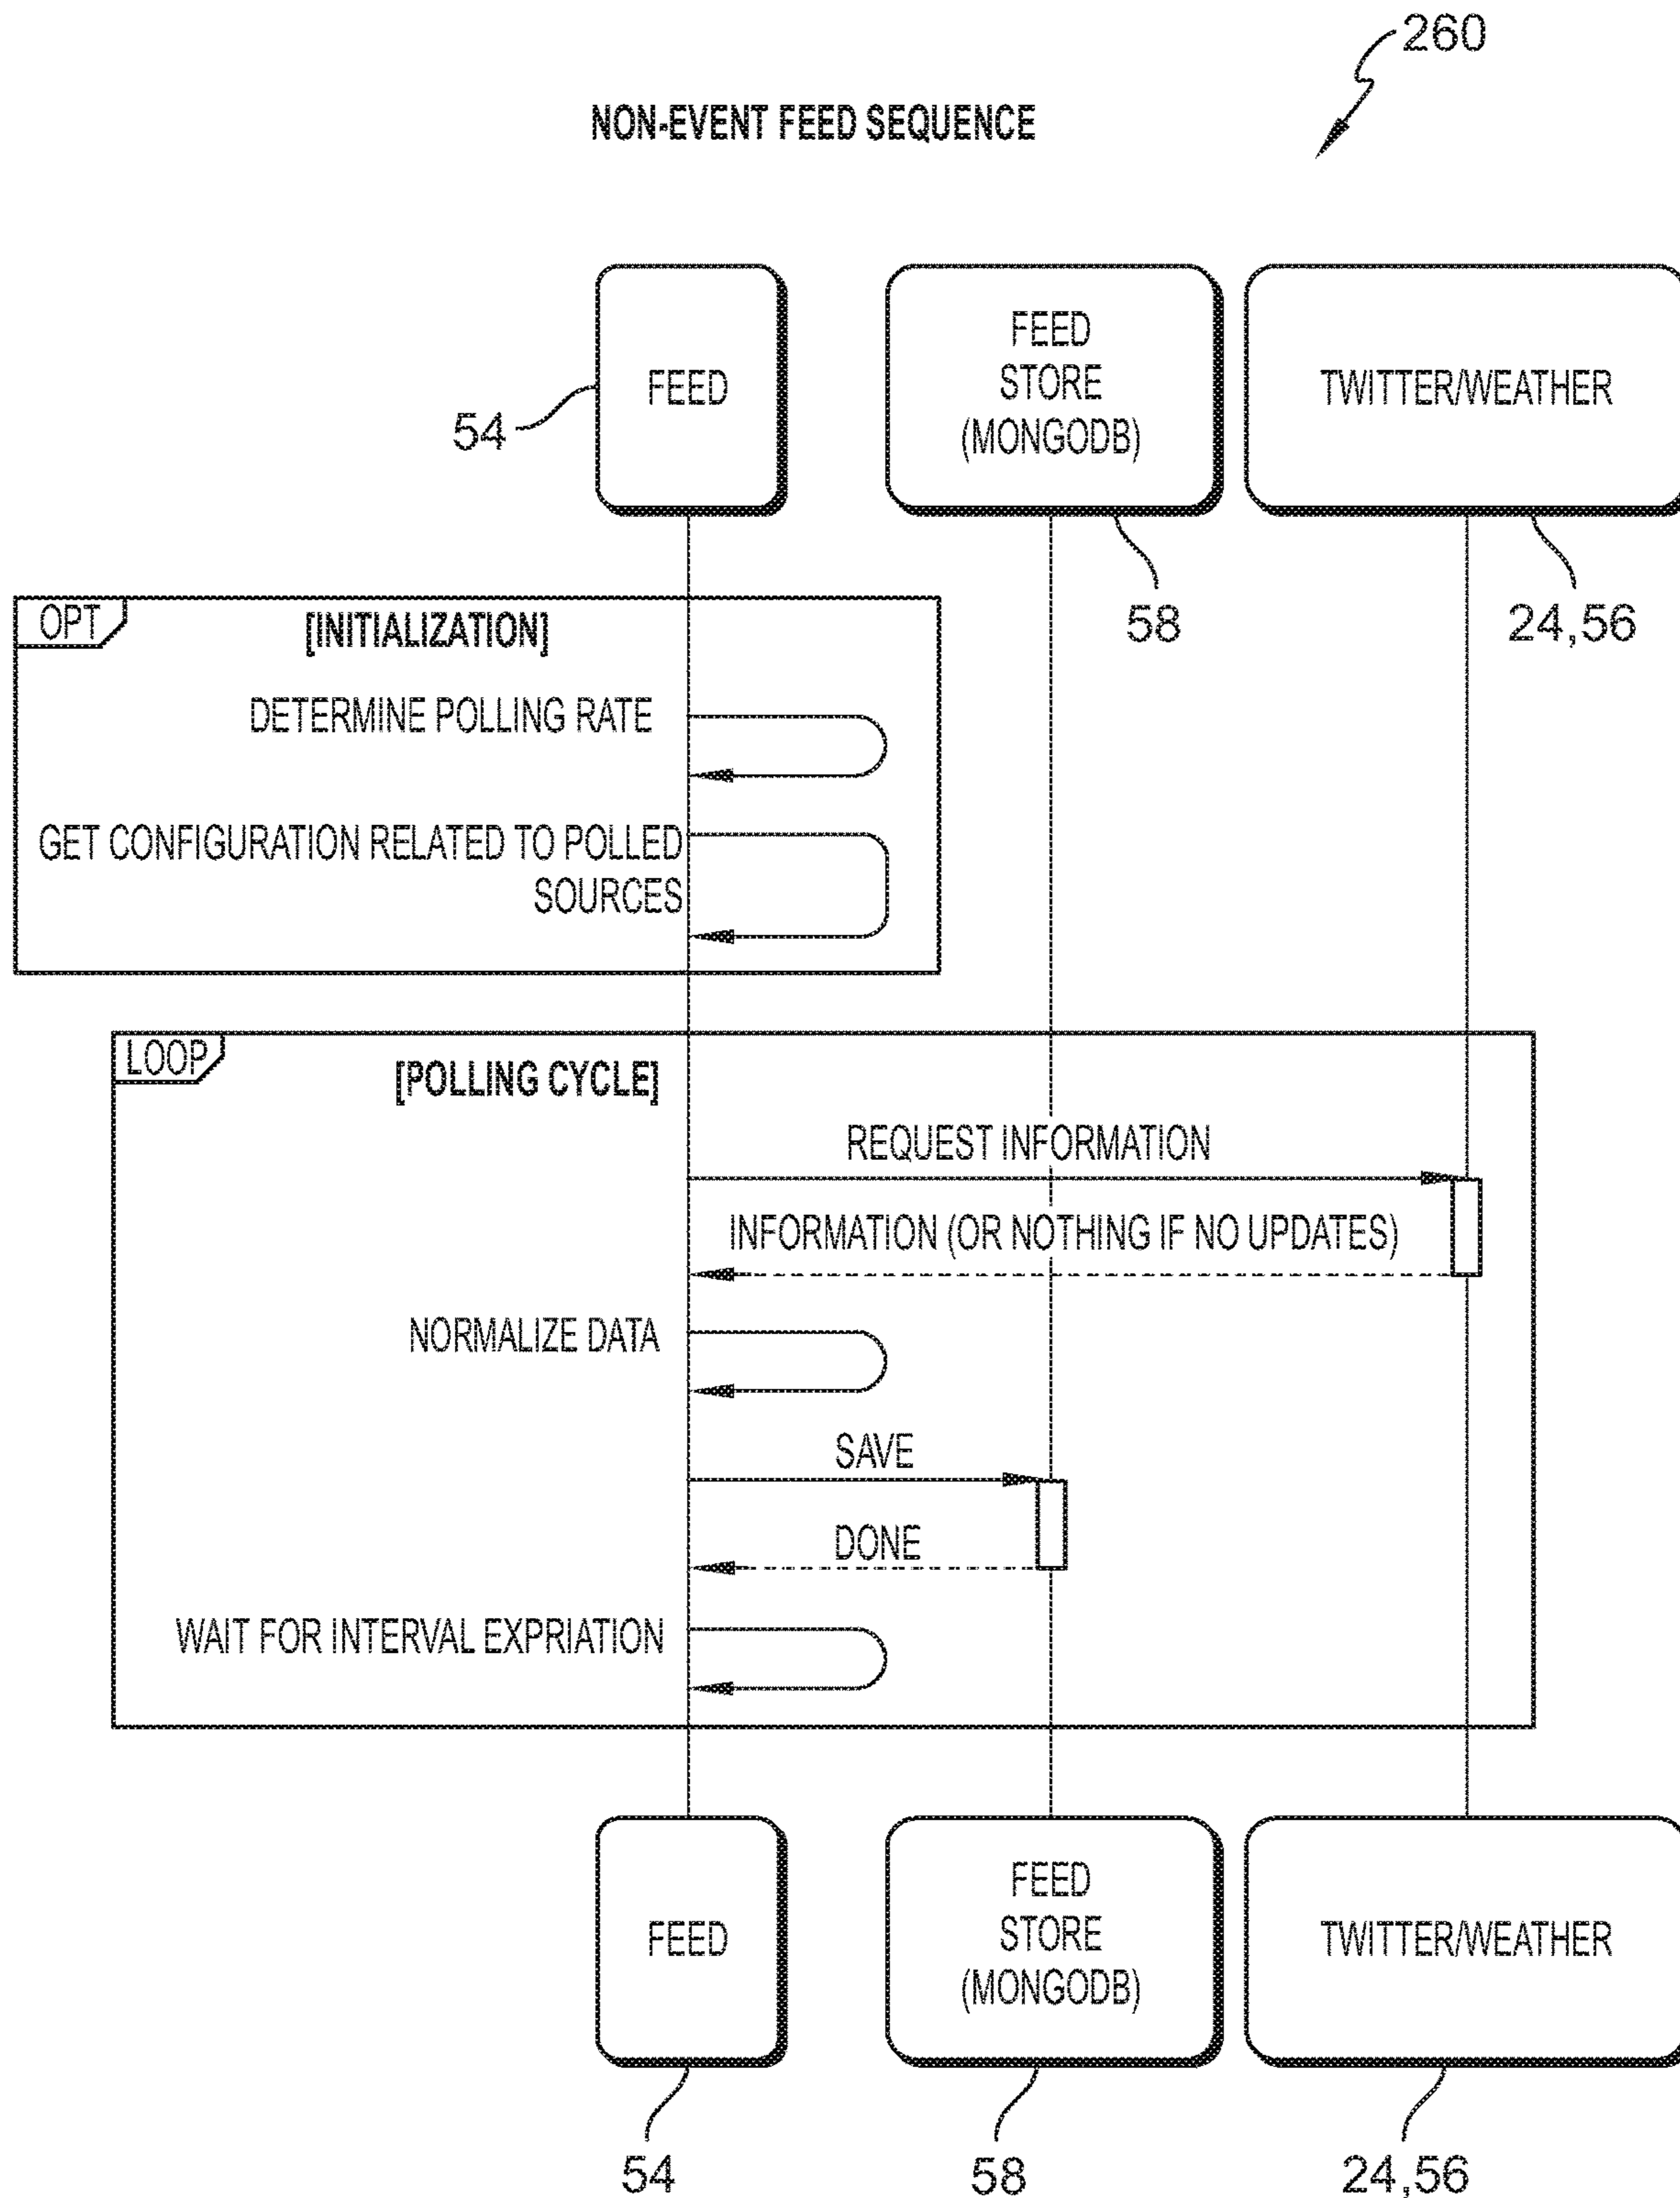 260
NON-EVENT FEED SEQUENCE
FEED
FEED
STORE
(MONGODB)
TWITTER/WEATHER
54
58
24,56
OPT
[INITIALIZATION]
DETERMINE POLLING RATE
GET CONFIGURATION RELATED TO POLLED
SOURCES
LOOP
[POLLING CYCLE]
REQUEST INFORMATION
INFORMATION (OR NOTHING IF NO UPDATES)
NORMALIZE DATA
SAVE
DONE
WAIT FOR INTERVAL EXPRIATION
FEED
FEED
STORE
(MONGODB)
TWITTER/WEATHER
54
58
24,56